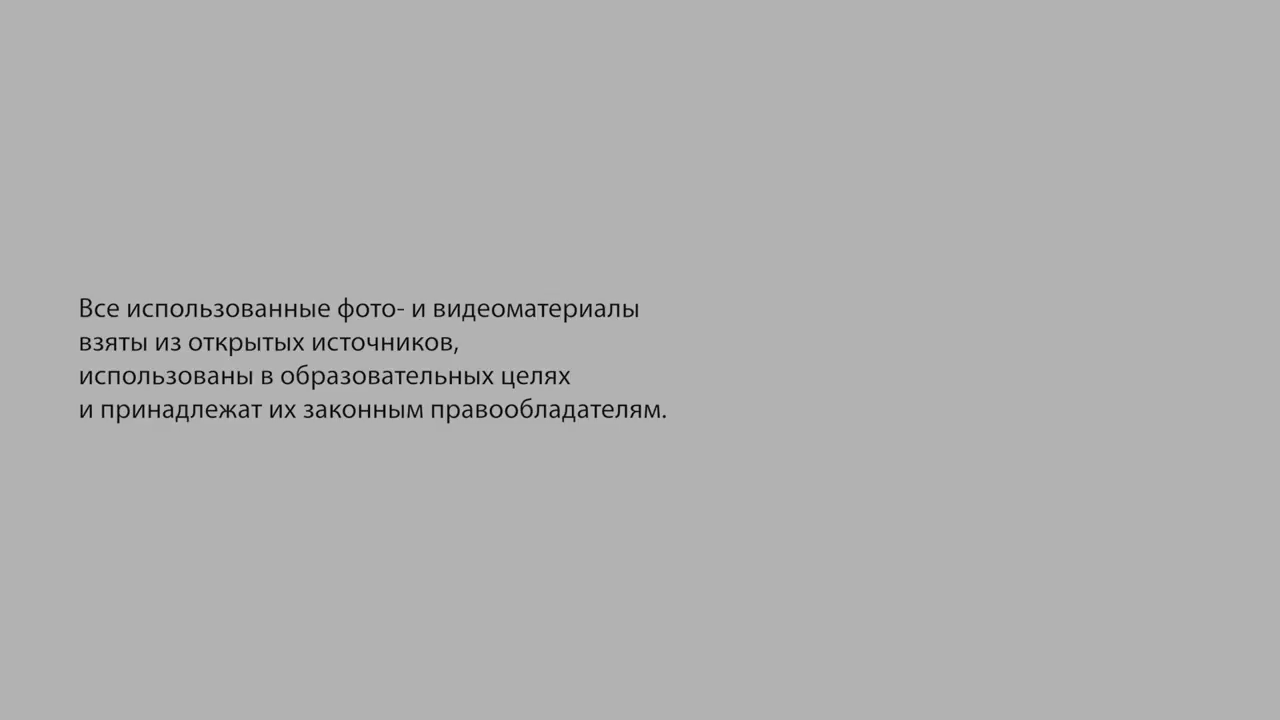 Все использованные фото- и видеоматериалы
взяты из открытых источников,
использованы в образовательных целях
и принадлежат их законным правообладателям.